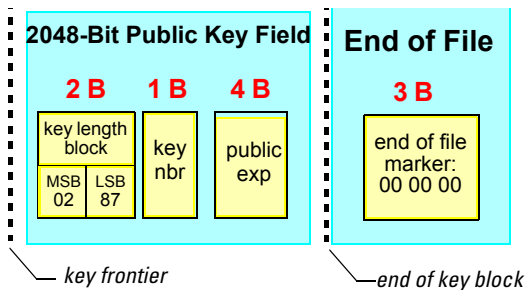 2048-Bit Public Key Field
2 B
1 B
4 B
key length
block
MSB
02
LSB
87
key
nbr
public
exp
key frontier
End of File
3 B
end of file
marker:
00 00 00
end of key block